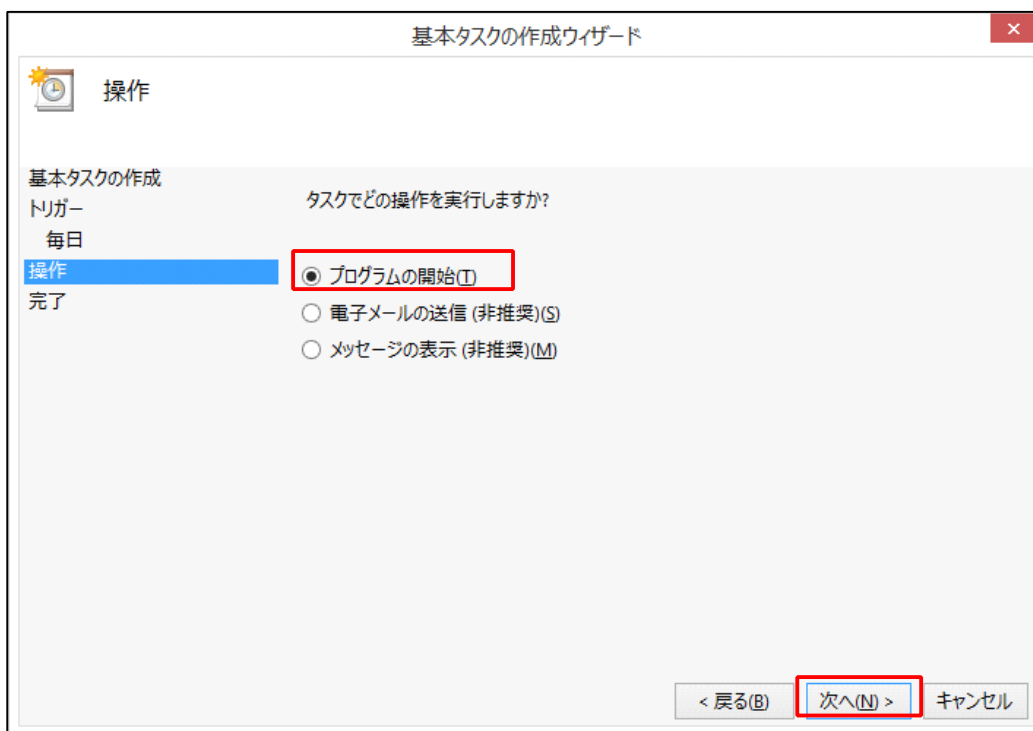 基本タスクの作成ウィザード
操作
基本タスクの作成
トリガー
毎日
操作
完了
タスクでどの操作を実行しますか?
プログラムの開始(T)
電子メールの送信 (非推奨)(S)
メッセージの表示 (非推奨)(M)
< 戻る(B)
次へ(N) >
キャンセル